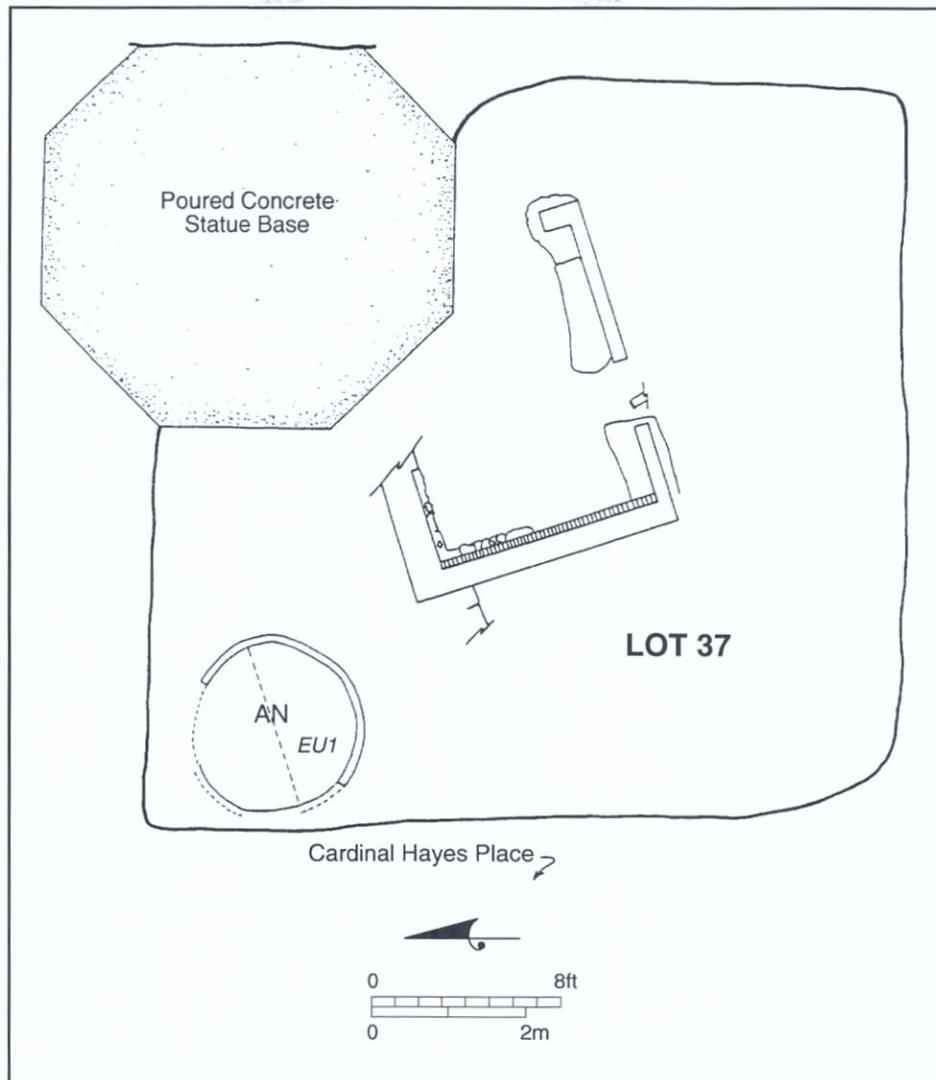 Poured Concrete
Statue Base
LOT 37
AN
EU1
Cardinal Hayes Place
0 8ft
0 2m